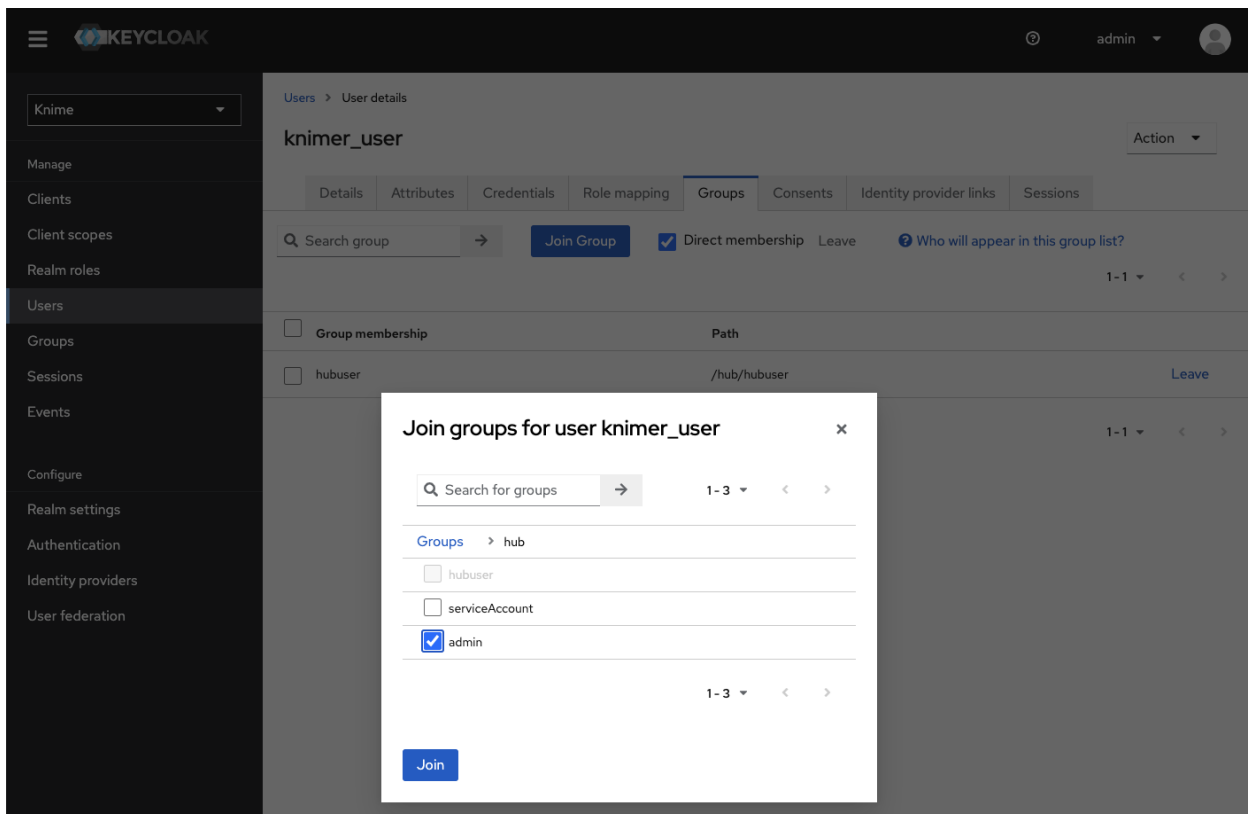 KEYCLOAK
admin
Knime
Manage
Clients
Client scopes
Realm roles
Users
Groups
Sessions
Events
Configure
Realm settings
Authentication
Identity providers
User federation
Users > User details
knimer_user
Action
Details Attributes Credentials Role mapping Groups Consents Identity provider links Sessions
Search group Join Group Direct membership Leave Who will appear in this group list?
1-1
Group membership Path
hubuser /hub/hubuser Leave
1-1
Join groups for user knimer_user
Search for groups 1-3
Groups > hub
hubuser
serviceAccount
admin
1-3
Join